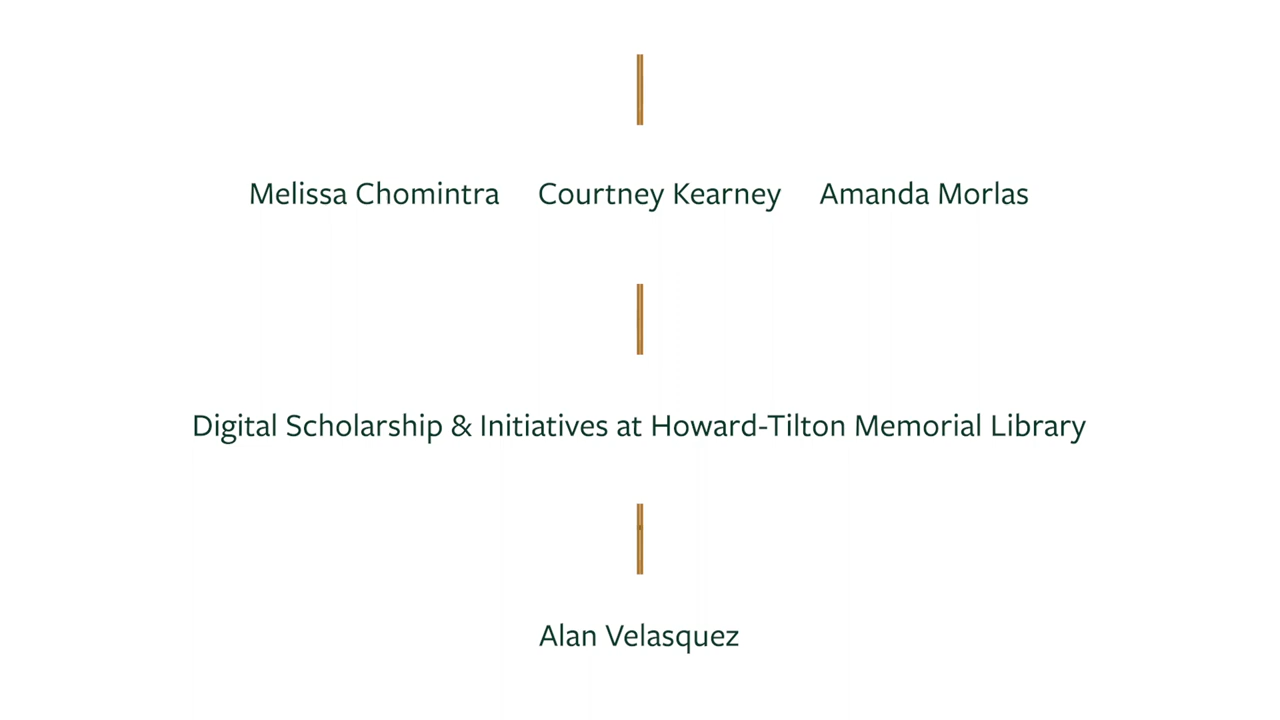 Melissa Chomintra Courtney Kearney Amanda Morlas
Digital Scholarship & Initiatives at Howard-Tilton Memorial Library
Alan Velasquez